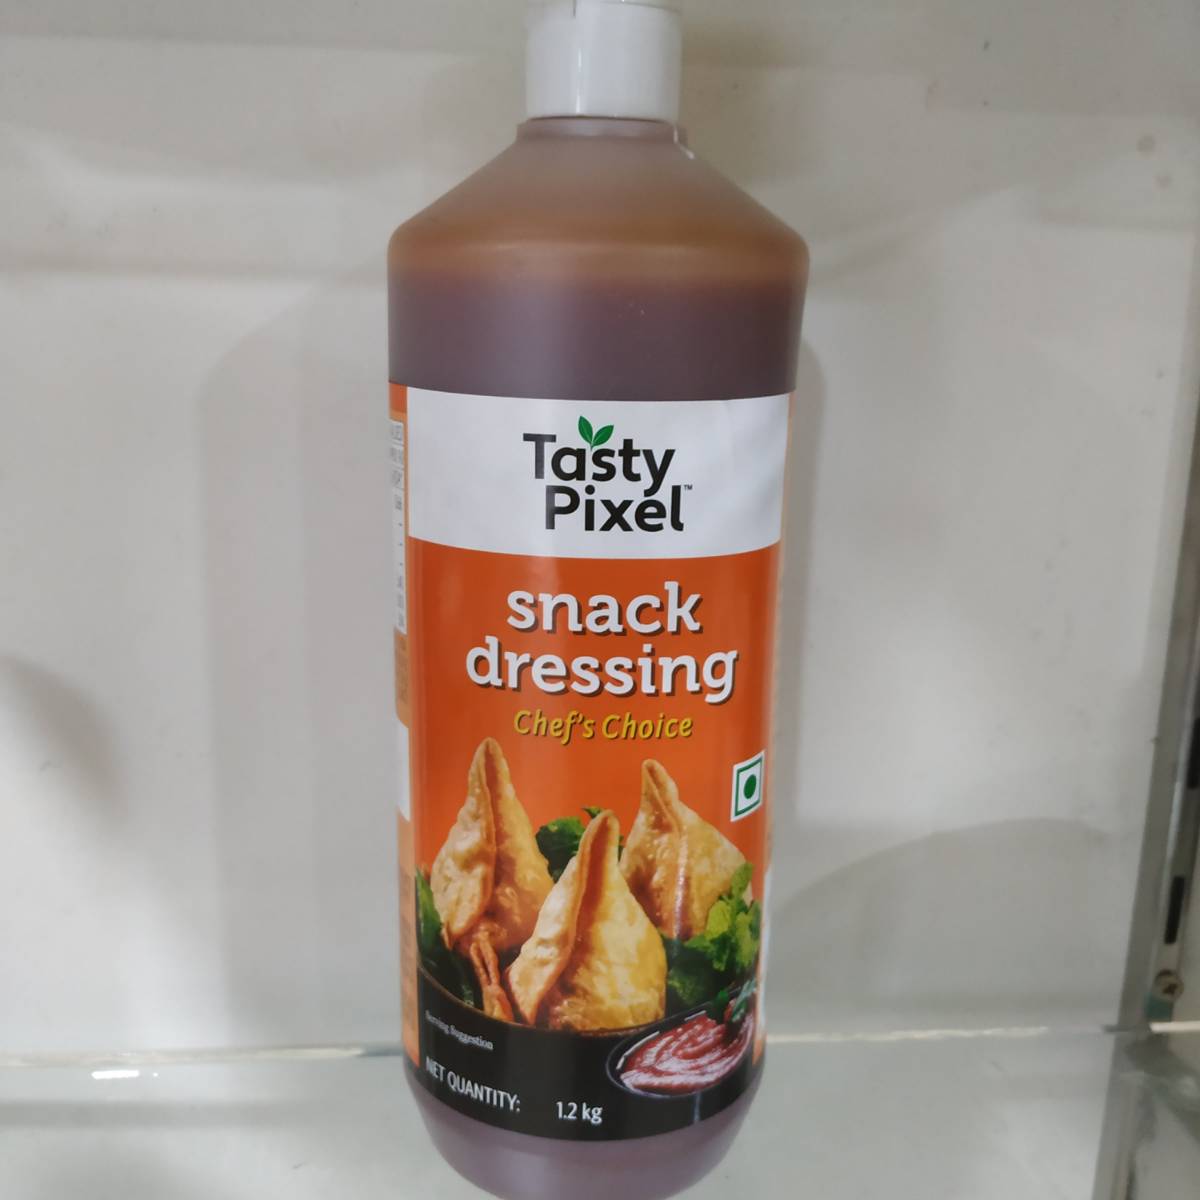 Tasty
Pixel™
snack
dressing
Chef's Choice
Serving Suggestion
NET QUANTITY: 1.2 kg